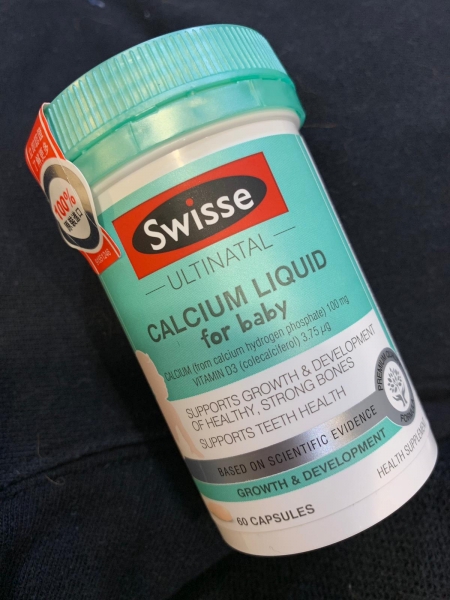 100%
Swisse
ULTINATAL
CALCIUM LIQUID
for baby
CALCIUM (from calcium hydrogen phosphate) 100 mg
VITAMIN D3 (colecalciferol) 3.75 µg
SUPPORTS GROWTH & DEVELOPMENT
OF HEALTHY, STRONG BONES
SUPPORTS TEETH HEALTH
BASED ON SCIENTIFIC EVIDENCE
GROWTH & DEVELOPMENT
60 CAPSULES